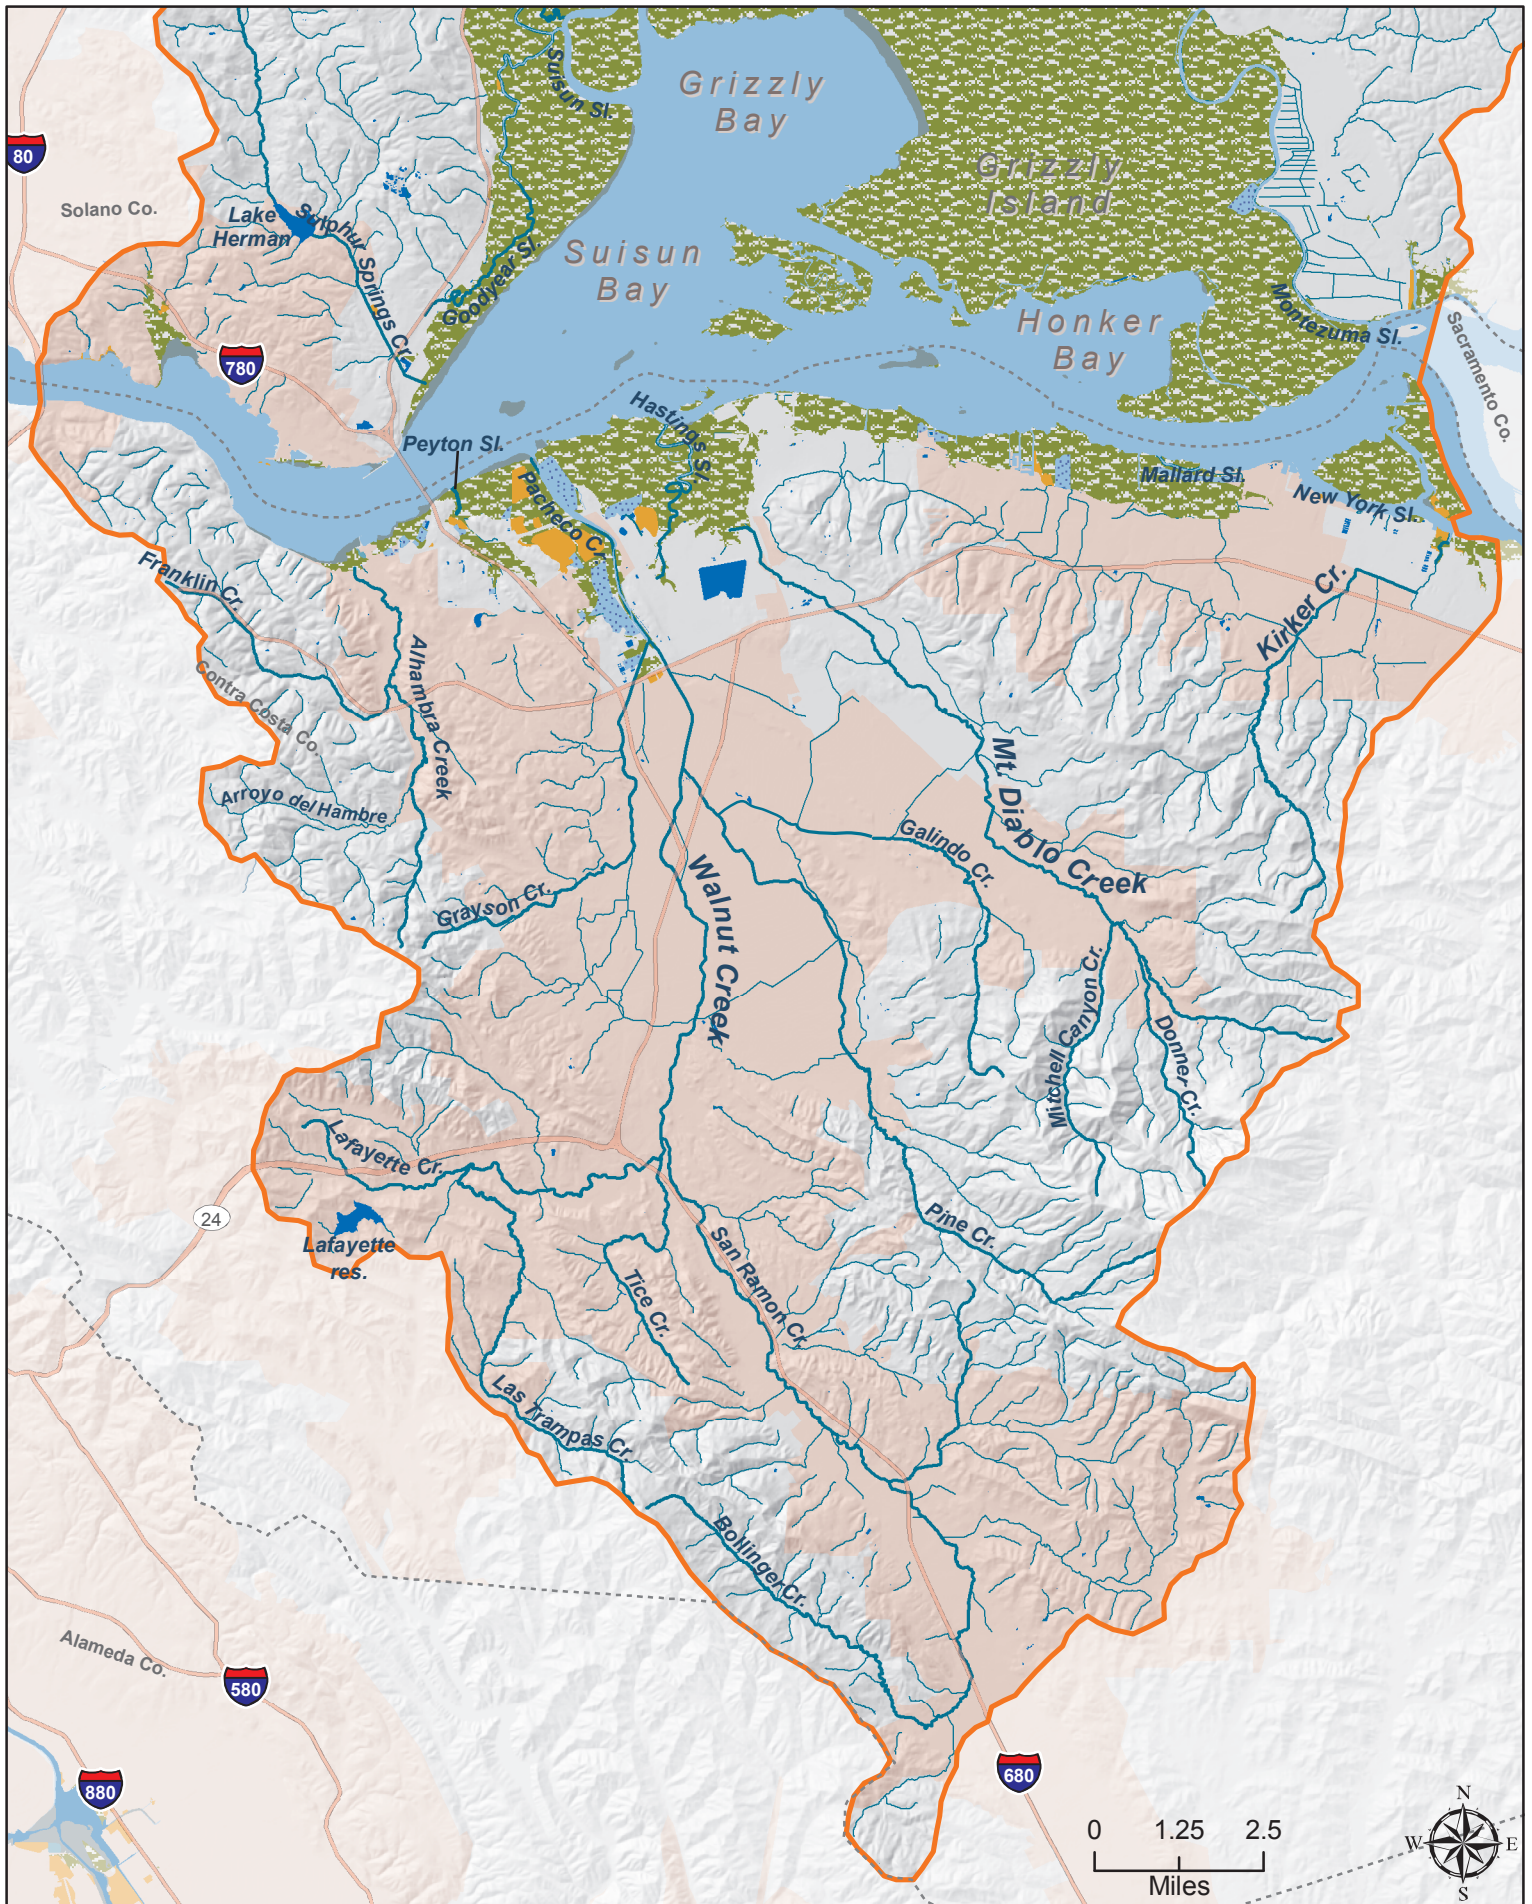 Grizzly
Bay
Suisun Sl.
80
Solano Co.
Grizzly
Island
Lake
Herman
Sulphur Springs Cr.
Goodyear Sl.
Suisun
Bay
Honker
Bay
Montezuma Sl.
Sacramento Co.
780
Peyton Sl.
Hastings Sl.
Pacheco Cr.
Mallard Sl.
New York Sl.
Franklin Cr.
Kirker Cr.
Alhambra Creek
Contra Costa Co.
Arroyo del Hambre
Mt. Diablo Creek
Galindo Cr.
Grayson Cr.
Walnut Creek
Mitchell Canyon Cr.
Donner Cr.
Lafayette Cr.
24
Lafayette
res.
Pine Cr.
San Ramon Cr.
Tice Cr.
Las Trampas Cr.
Bollinger Cr.
Alameda Co.
580
880
680
0 1.25 2.5
Miles
N
W E
S